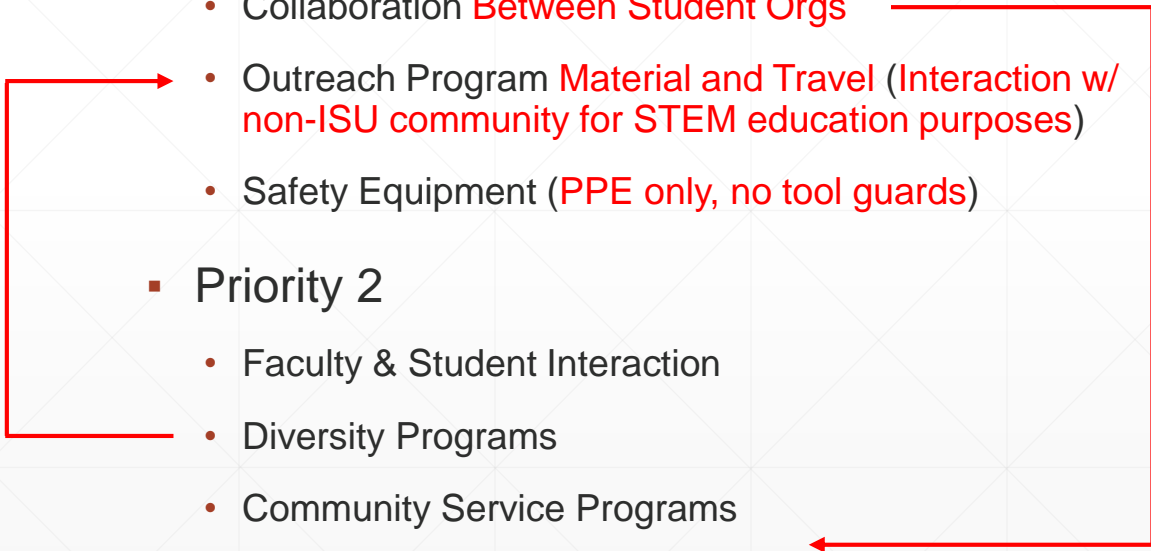 • Collaboration Between Student Orgs
• Outreach Program Material and Travel (Interaction w/
non-ISU community for STEM education purposes)
• Safety Equipment (PPE only, no tool guards)
▪ Priority 2
• Faculty & Student Interaction
• Diversity Programs
• Community Service Programs